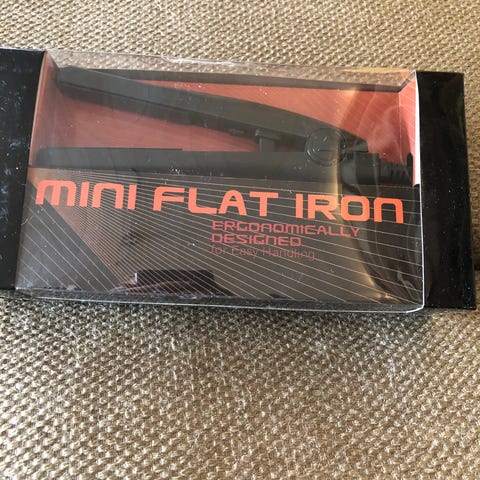 MINI FLAT IRON
ERGONOMICALLY
DESIGNED
for Easy Handling